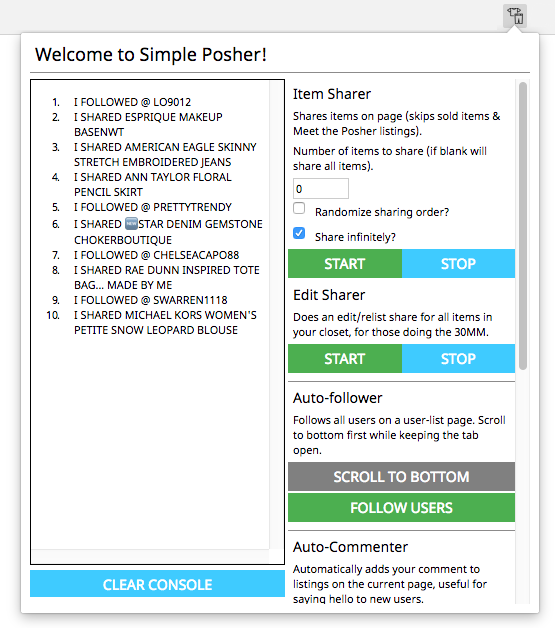 Welcome to Simple Posher!
1. I FOLLOWED @ LO9012
2. I SHARED ESPRIQUE MAKEUP
BASENWT
3. I SHARED AMERICAN EAGLE SKINNY
STRETCH EMBROIDERED JEANS
4. I SHARED ANN TAYLOR FLORAL
PENCIL SKIRT
5. I FOLLOWED @ PRETTYTRENDY
6. I SHARED 🆕STAR DENIM GEMSTONE
CHOKERBOUTIQUE
7. I FOLLOWED @ CHELSEACAPO88
8. I SHARED RAE DUNN INSPIRED TOTE
BAG... MADE BY ME
9. I FOLLOWED @ SWARREN1118
10. I SHARED MICHAEL KORS WOMEN'S
PETITE SNOW LEOPARD BLOUSE
CLEAR CONSOLE
Item Sharer
Shares items on page (skips sold items &
Meet the Posher listings).
Number of items to share (if blank will
share all items).
0
Randomize sharing order?
Share infinitely?
START STOP
Edit Sharer
Does an edit/relist share for all items in
your closet, for those doing the 30MM.
START STOP
Auto-follower
Follows all users on a user-list page. Scroll
to bottom first while keeping the tab
open.
SCROLL TO BOTTOM
FOLLOW USERS
Auto-Commenter
Automatically adds your comment to
listings on the current page, useful for
saying hello to new users.